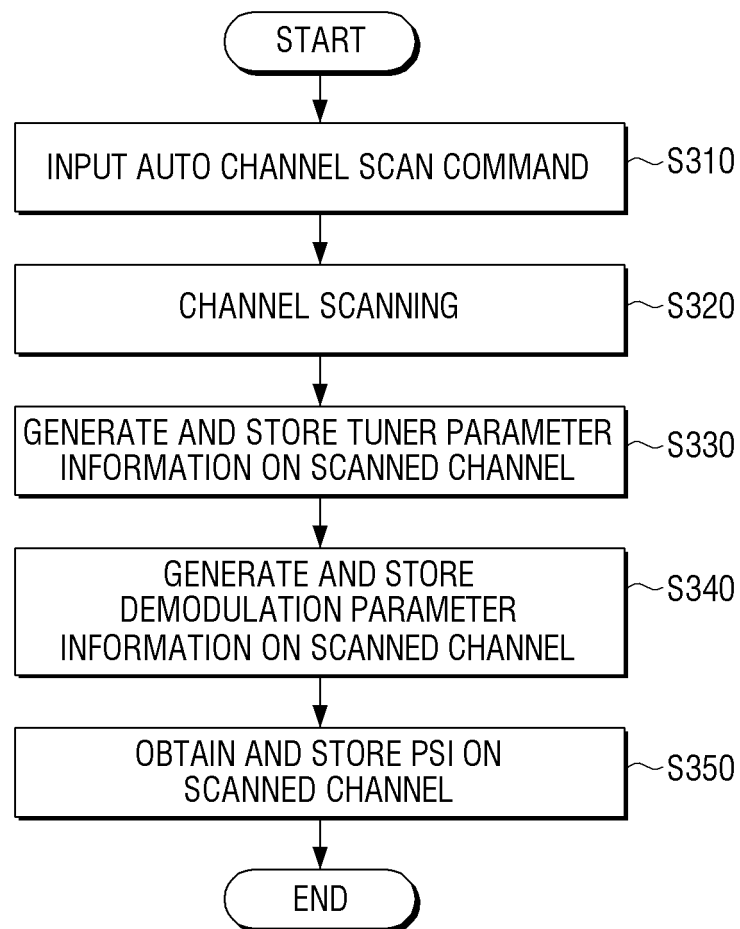 START
INPUT AUTO CHANNEL SCAN COMMAND
S310
CHANNEL SCANNING
S320
GENERATE AND STORE TUNER PARAMETER
INFORMATION ON SCANNED CHANNEL
S330
GENERATE AND STORE
DEMODULATION PARAMETER
INFORMATION ON SCANNED CHANNEL
S340
OBTAIN AND STORE PSI ON
SCANNED CHANNEL
S350
END